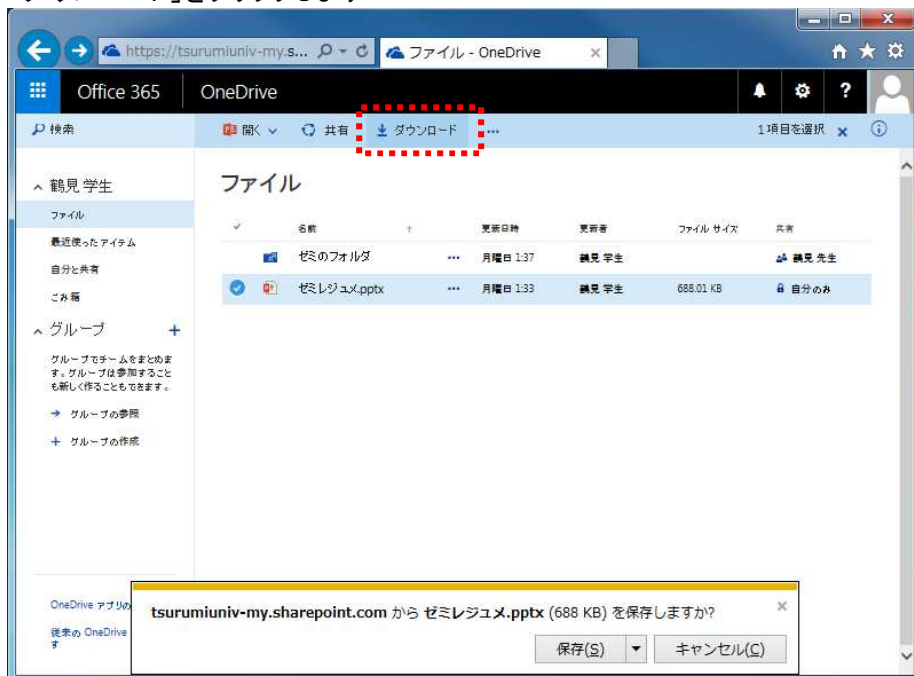 https://tsurumiuniv-my.s...
ファイル - OneDrive
Office 365
OneDrive
?
検索
開く
共有
ダウンロード
...
1項目を選択
鶴見 学生
ファイル
最近使ったアイテム
自分と共有
ごみ箱
グループ +
グループでチームをまとめま
す。グループは参加すること
も新しく作ることもできます。
→ グループの参照
+ グループの作成
ファイル
名前 ↑ 更新日時 更新者 ファイル サイズ 共有
ゼミのフォルダ ... 月曜日 1:37 鶴見 学生 鶴見 先生
ゼミレジュメ.pptx ... 月曜日 1:33 鶴見 学生 688.01 KB 自分のみ
OneDrive アプリの
従来の OneDrive
す
tsurumiuniv-my.sharepoint.com から ゼミレジュメ.pptx (688 KB) を保存しますか?
保存(S)
キャンセル(C)